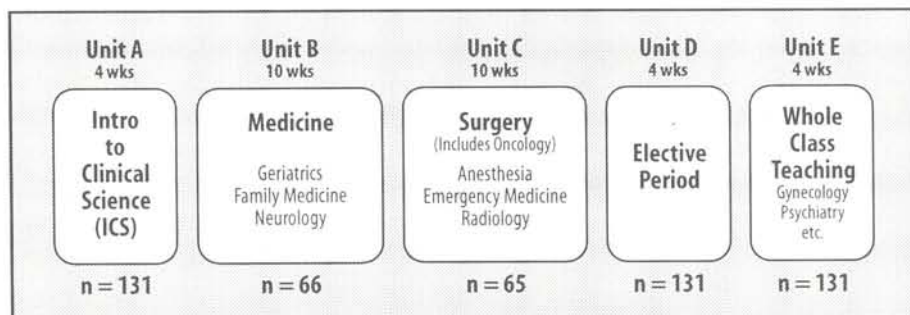 Unit A
4 wks
Intro
to
Clinical
Science
(ICS)
n = 131
Unit B
10 wks
Medicine
Geriatrics
Family Medicine
Neurology
n = 66
Unit C
10 wks
Surgery
(Includes Oncology)
Anesthesia
Emergency Medicine
Radiology
n = 65
Unit D
4 wks
Elective
Period
n = 131
Unit E
4 wks
Whole
Class
Teaching
Gynecology
Psychiatry
etc.
n = 131